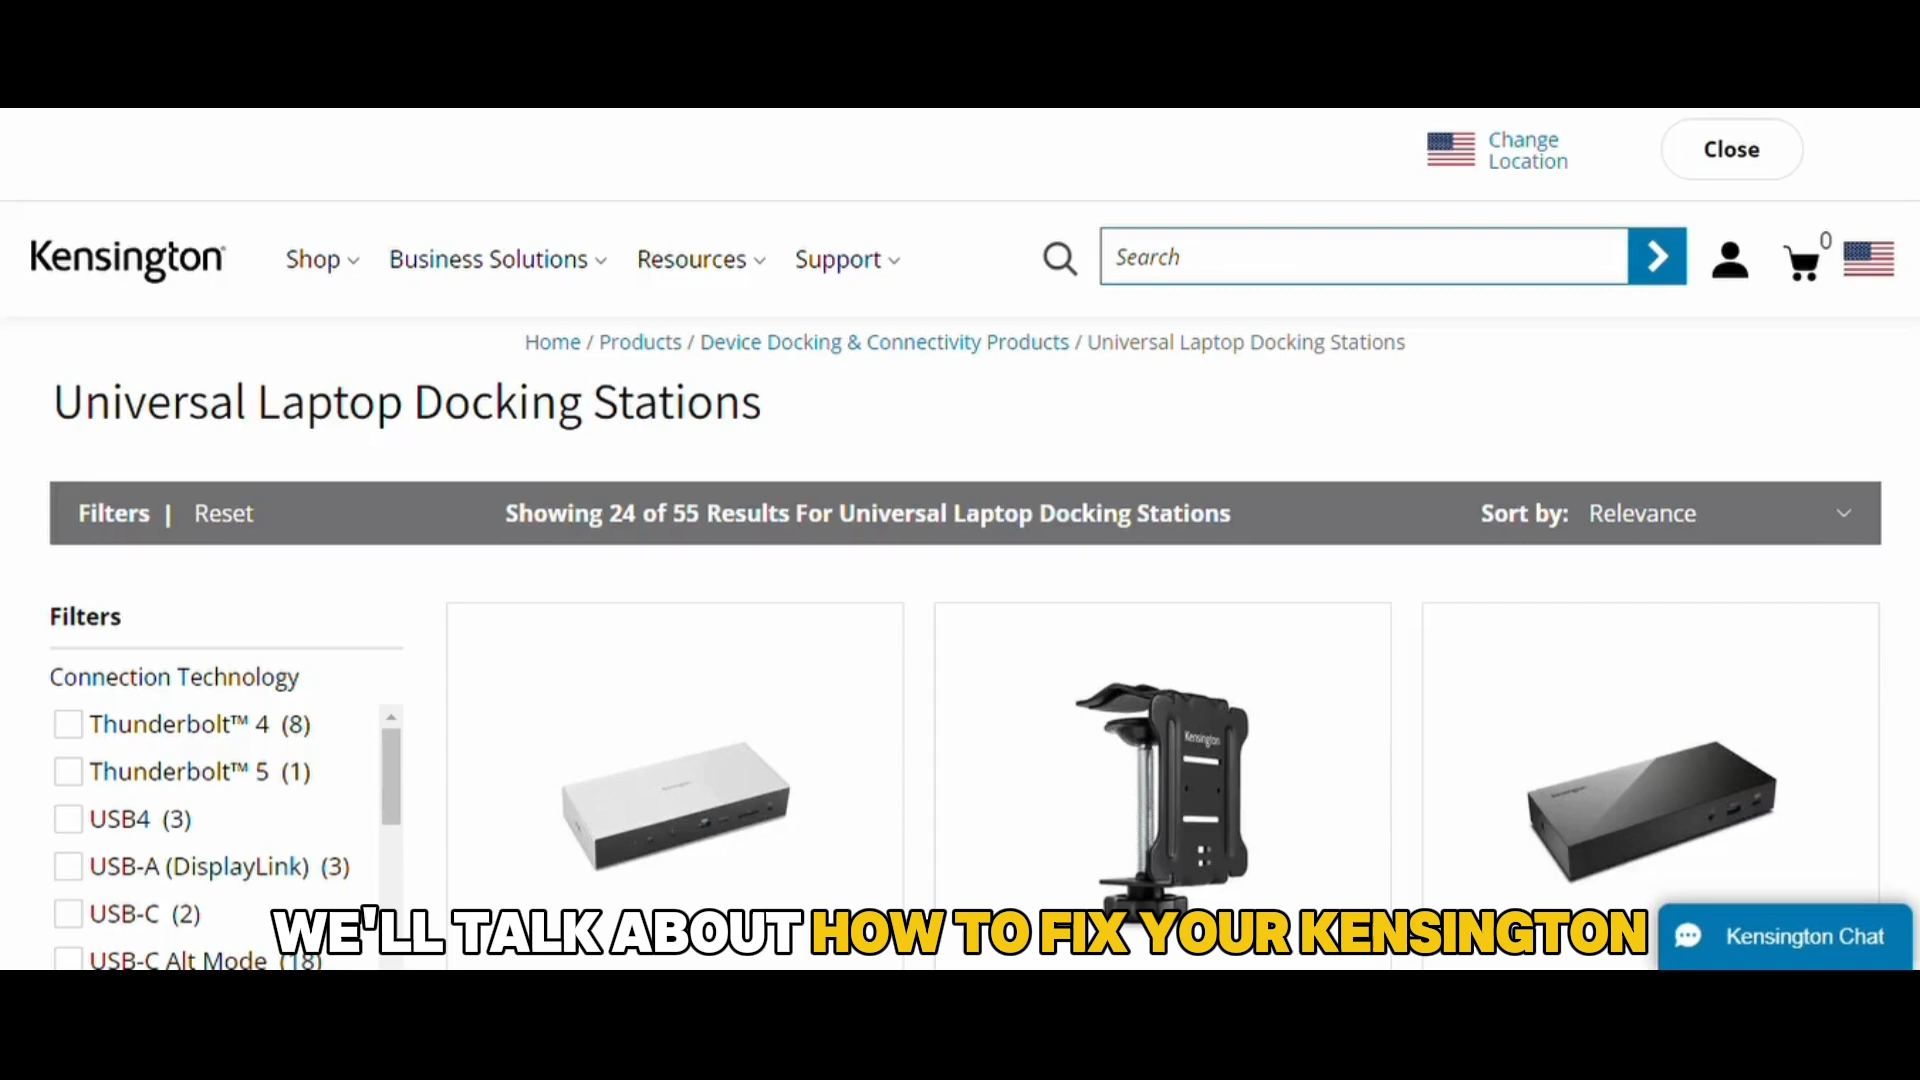 Change
Location
Close
Kensington
Shop
Business Solutions
Resources
Support
Search
0
Home / Products / Device Docking & Connectivity Products / Universal Laptop Docking Stations
Universal Laptop Docking Stations
Filters | Reset
Showing 24 of 55 Results For Universal Laptop Docking Stations
Sort by: Relevance
Filters
Connection Technology
Thunderbolt™ 4 (8)
Thunderbolt™ 5 (1)
USB4 (3)
USB-A (DisplayLink) (3)
USB-C (2)
USB-C Alt Mode (18)
Kensington
WE'LL TALK ABOUT HOW TO FIX YOUR KENSINGTON
Kensington Chat